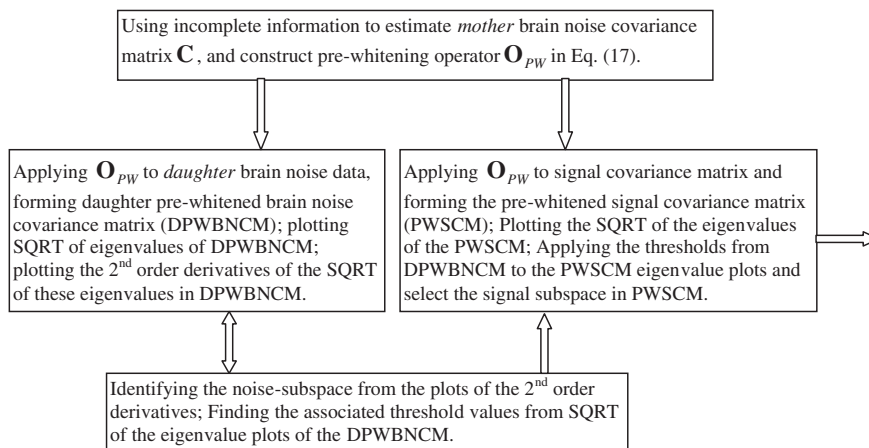 Using incomplete information to estimate mother brain noise covariance
matrix C , and construct pre-whitening operator O_PW in Eq. (17).
Applying O_PW to daughter brain noise data,
forming daughter pre-whitened brain noise
covariance matrix (DPWBNCM); plotting
SQRT of eigenvalues of DPWBNCM;
plotting the 2nd order derivatives of the SQRT
of these eigenvalues in DPWBNCM.
Applying O_PW to signal covariance matrix and
forming the pre-whitened signal covariance matrix
(PWSCM); Plotting the SQRT of the eigenvalues
of the PWSCM; Applying the thresholds from
DPWBNCM to the PWSCM eigenvalue plots and
select the signal subspace in PWSCM.
Identifying the noise-subspace from the plots of the 2nd order
derivatives; Finding the associated threshold values from SQRT
of the eigenvalue plots of the DPWBNCM.